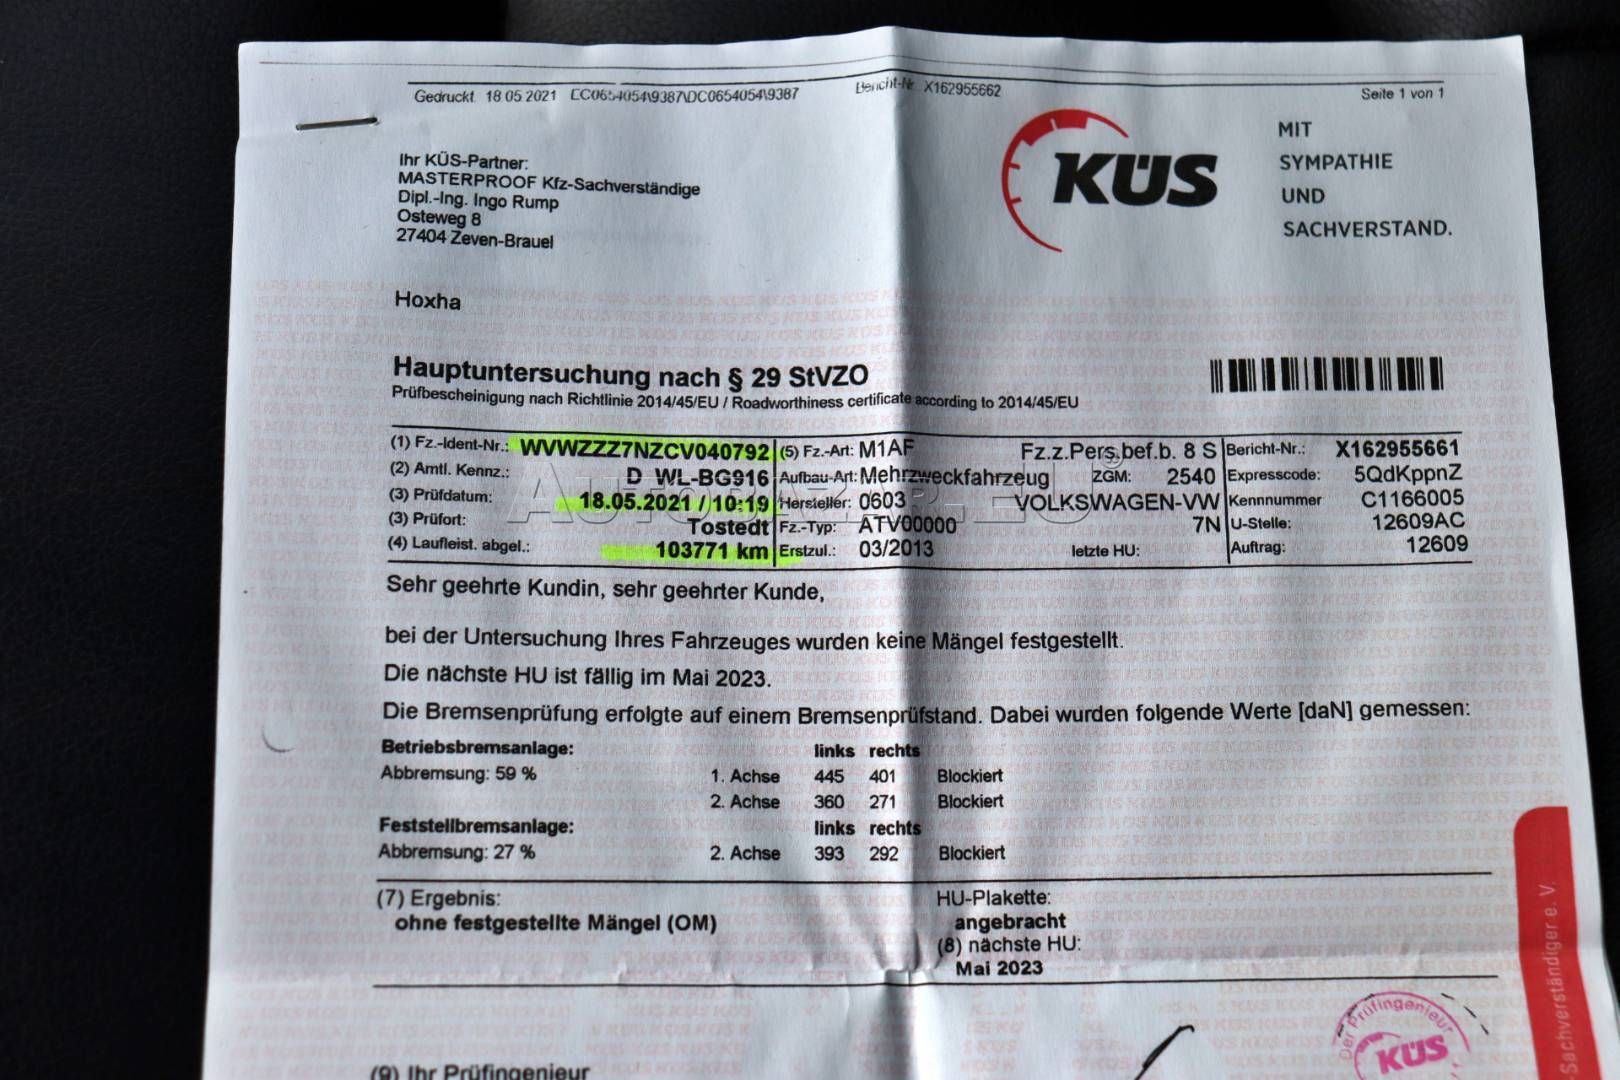 Gedruckt 18 05 2021 EC0654054\9387\DC0654054\9387 Bericht-Nr. X162955662 Seite 1 von 1
Ihr KÜS-Partner:
MASTERPROOF Kfz-Sachverständige
Dipl.-Ing. Ingo Rump
Osteweg 8
27404 Zeven-Brauel
KÜS
MIT
SYMPATHIE
UND
SACHVERSTAND.
Hoxha
Hauptuntersuchung nach § 29 StVZO
Prüfbescheinigung nach Richtlinie 2014/45/EU / Roadworthiness certificate according to 2014/45/EU
(1) Fz.-Ident-Nr.: WVWZZZ7NZCV040792 (5) Fz.-Art: M1AF Fz.z.Pers.bef.b. 8 S Bericht-Nr.: X162955661
(2) Amtl. Kennz.: D WL-BG916 Aufbau-Art: Mehrzweckfahrzeug ZGM: 2540 Expresscode: 5QdKppnZ
(3) Prüfdatum: 18.05.2021 / 10:19 Hersteller: 0603 VOLKSWAGEN-VW Kennnummer C1166005
(3) Prüfort: Tostedt Fz.-Typ: ATV00000 7N U-Stelle: 12609AC
(4) Laufleist. abgel.: 103771 km Erstzul.: 03/2013 letzte HU: Auftrag: 12609
AUTOBAZAR.EU
Sehr geehrte Kundin, sehr geehrter Kunde,
bei der Untersuchung Ihres Fahrzeuges wurden keine Mängel festgestellt.
Die nächste HU ist fällig im Mai 2023.
Die Bremsenprüfung erfolgte auf einem Bremsenprüfstand. Dabei wurden folgende Werte [daN] gemessen:
Betriebsbremsanlage: links rechts
Abbremsung: 59 % 1. Achse 445 401 Blockiert
2. Achse 360 271 Blockiert
Feststellbremsanlage: links rechts
Abbremsung: 27 % 2. Achse 393 292 Blockiert
(7) Ergebnis: HU-Plakette:
ohne festgestellte Mängel (OM) angebracht
(8) nächste HU:
Mai 2023
(9) Ihr Prüfingenieur
Der Prüfingenieur
KÜS
Sachverständiger e. V.